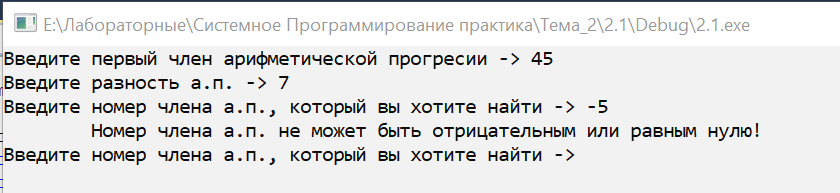 E:\Лабораторные\Системное Программирование практика\Тема_2\2.1\Debug\2.1.exe
Введите первый член арифметической прогресии -> 45
Введите разность а.п. -> 7
Введите номер члена а.п., который вы хотите найти -> -5
Номер члена а.п. не может быть отрицательным или равным нулю!
Введите номер члена а.п., который вы хотите найти ->